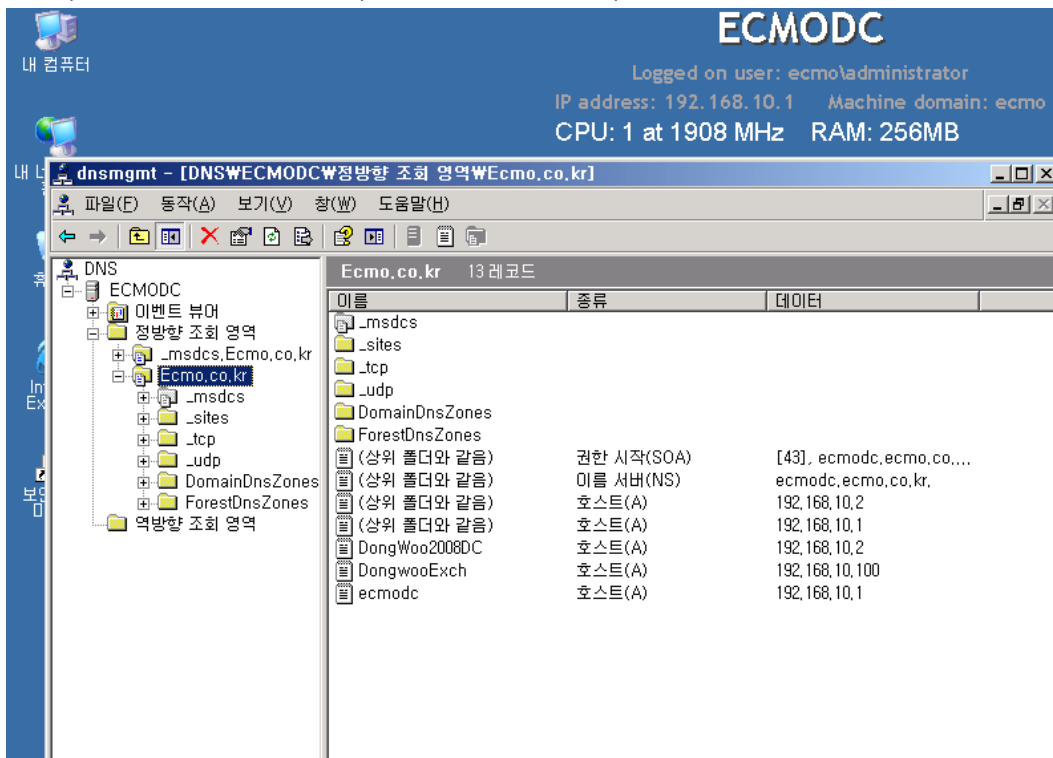 ECMODC
내 컴퓨터
Logged on user: ecmo\administrator
IP address: 192.168.10.1 Machine domain: ecmo
CPU: 1 at 1908 MHz RAM: 256MB
dnsmgmt - [DNS₩ECMODC₩정방향 조회 영역₩Ecmo.co.kr]
파일(F) 동작(A) 보기(V) 창(W) 도움말(H)
DNS
ECMODC
이벤트 뷰어
정방향 조회 영역
_msdcs.Ecmo.co.kr
Ecmo.co.kr
_msdcs
_sites
_tcp
_udp
DomainDnsZones
ForestDnsZones
역방향 조회 영역
Ecmo.co.kr 13 레코드
이름 종류 데이터
_msdcs
_sites
_tcp
_udp
DomainDnsZones
ForestDnsZones
(상위 폴더와 같음) 권한 시작(SOA) [43], ecmodc.ecmo.co....
(상위 폴더와 같음) 이름 서버(NS) ecmodc.ecmo.co.kr.
(상위 폴더와 같음) 호스트(A) 192.168.10.2
(상위 폴더와 같음) 호스트(A) 192.168.10.1
DongWoo2008DC 호스트(A) 192.168.10.2
DongwooExch 호스트(A) 192.168.10.100
ecmodc 호스트(A) 192.168.10.1